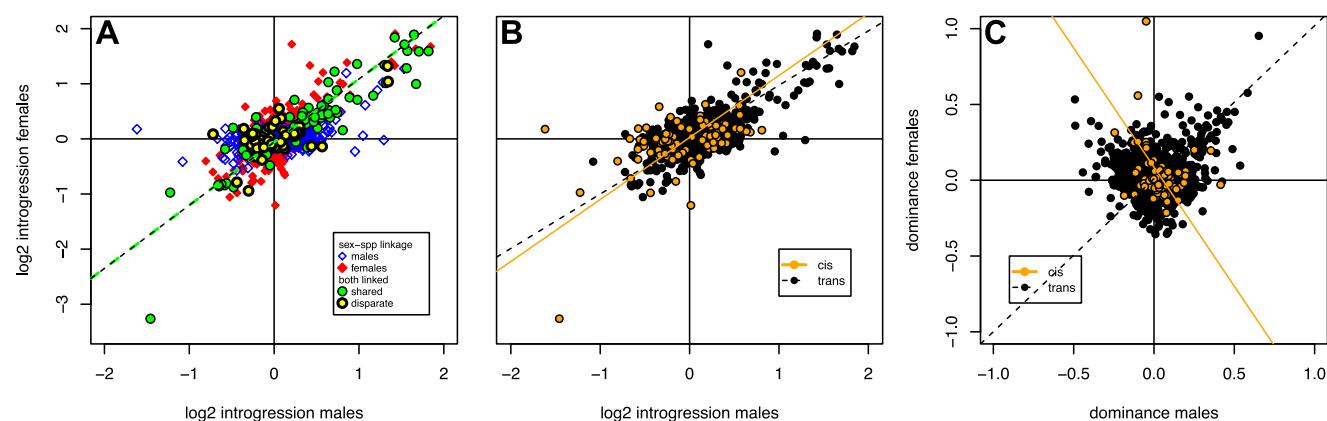 A
2
1
0
−1
−2
−3
log2 introgression females
sex-spp linkage
males
females
both linked
shared
disparate
−2 −1 0 1 2
log2 introgression males
B
cis
trans
−2 −1 0 1 2
log2 introgression males
C
1.0
0.5
0.0
−0.5
−1.0
dominance females
cis
trans
−1.0 −0.5 0.0 0.5 1.0
dominance males